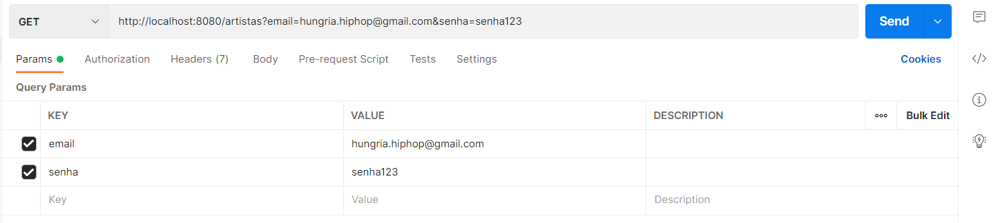 GET http://localhost:8080/artistas?email=hungria.hiphop@gmail.com&senha=senha123 Send
Params Authorization Headers (7) Body Pre-request Script Tests Settings Cookies
Query Params
KEY VALUE DESCRIPTION Bulk Edit
email hungria.hiphop@gmail.com
senha senha123
Key Value Description